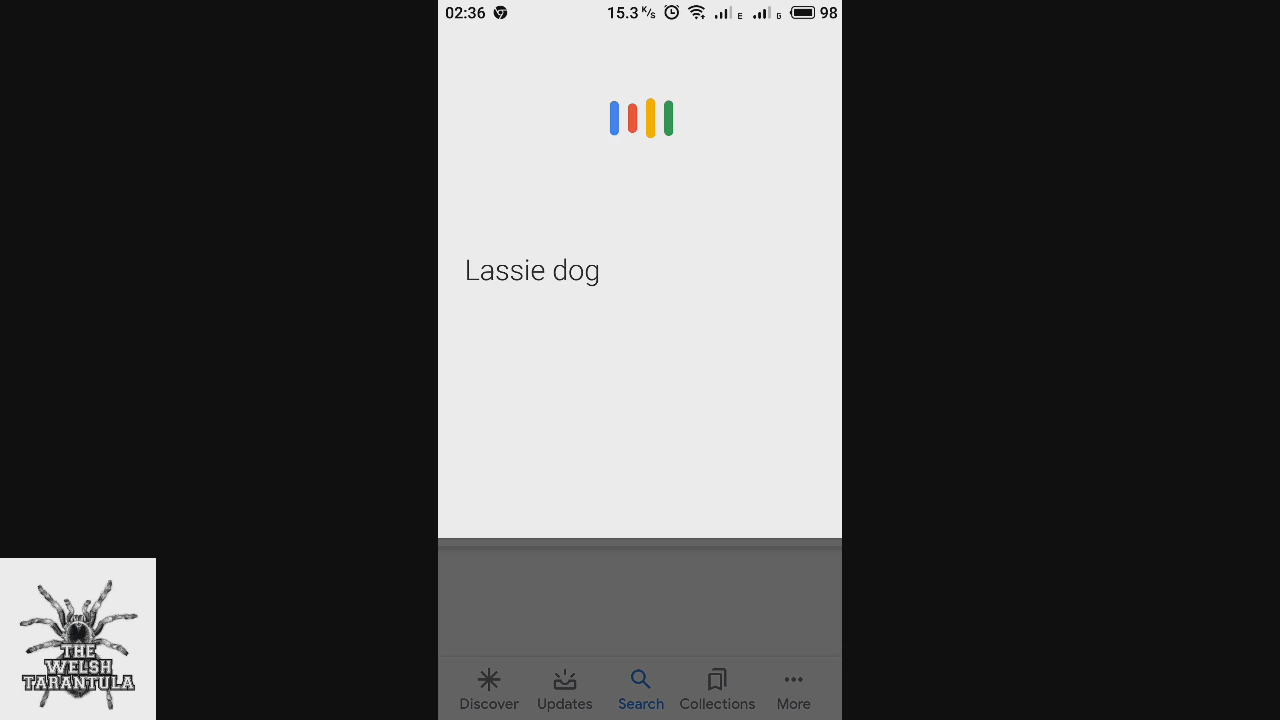 02:36 15.3 K/s E G 98
Lassie dog
Discover Updates Search Collections More
THE
WELSH
TARANTULA